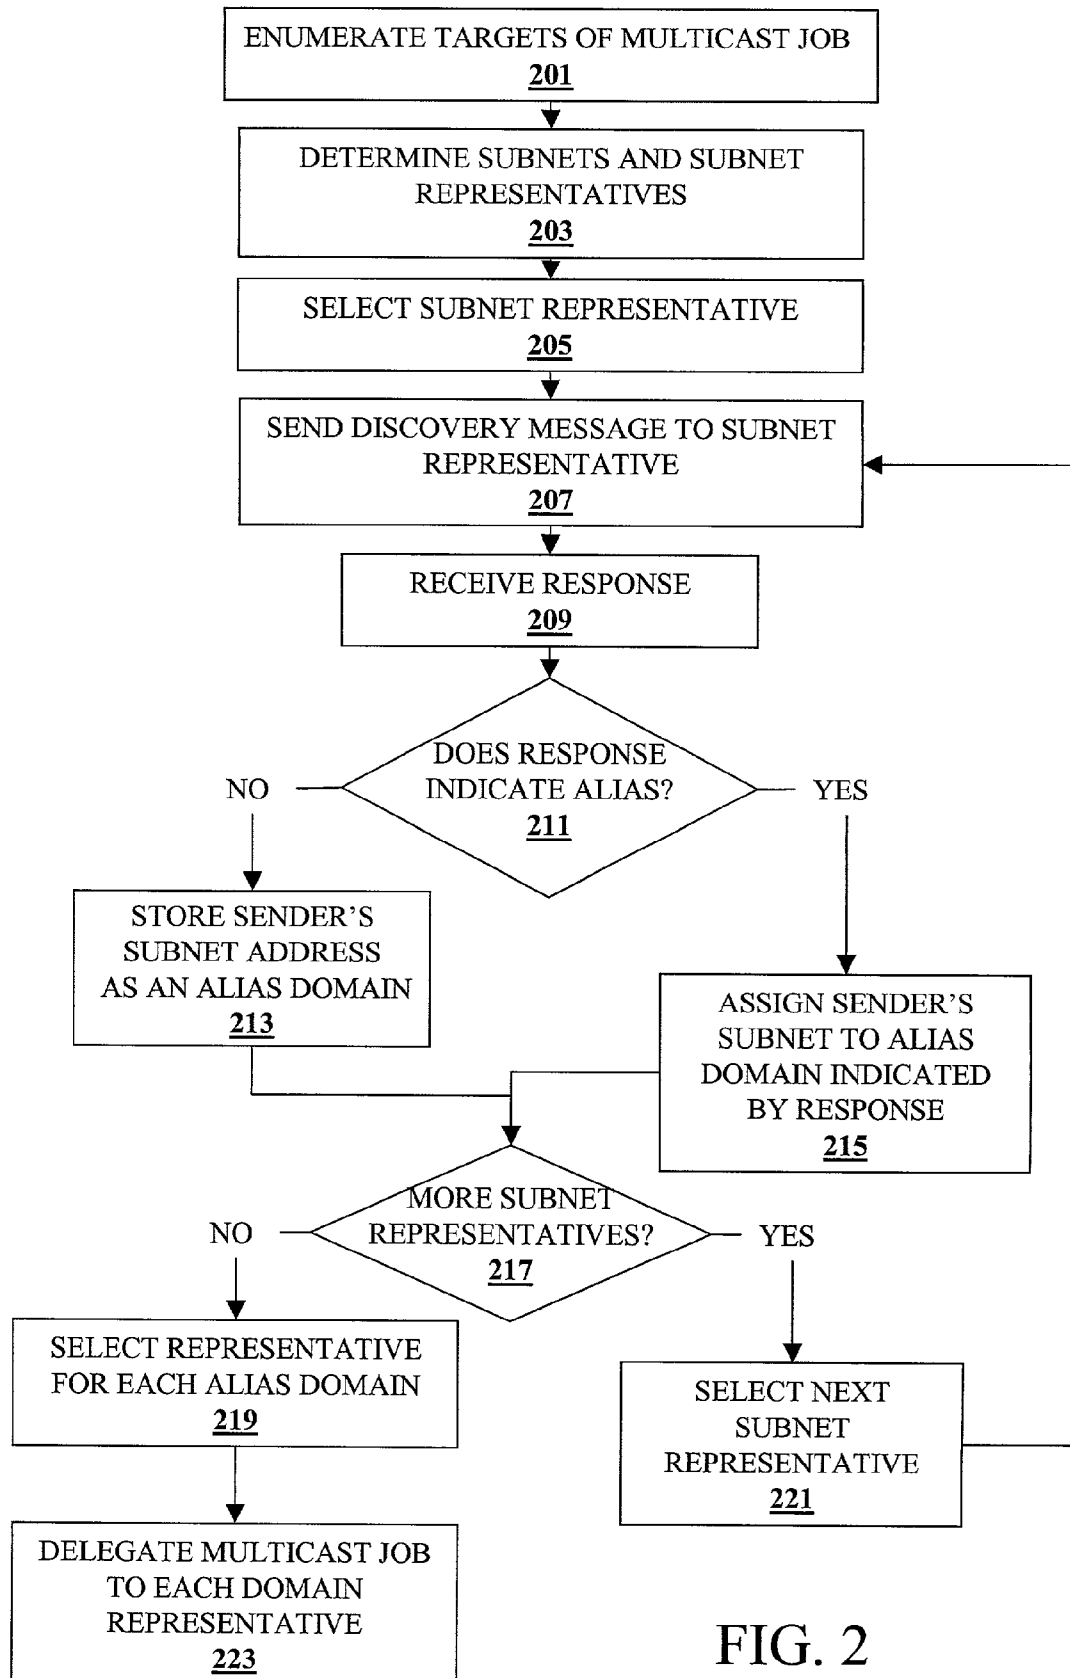 ENUMERATE TARGETS OF MULTICAST JOB
201
DETERMINE SUBNETS AND SUBNET
REPRESENTATIVES
203
SELECT SUBNET REPRESENTATIVE
205
SEND DISCOVERY MESSAGE TO SUBNET
REPRESENTATIVE
207
RECEIVE RESPONSE
209
DOES RESPONSE
INDICATE ALIAS?
211
NO
YES
STORE SENDER'S
SUBNET ADDRESS
AS AN ALIAS DOMAIN
213
ASSIGN SENDER'S
SUBNET TO ALIAS
DOMAIN INDICATED
BY RESPONSE
215
MORE SUBNET
REPRESENTATIVES?
217
NO
YES
SELECT REPRESENTATIVE
FOR EACH ALIAS DOMAIN
219
SELECT NEXT
SUBNET
REPRESENTATIVE
221
DELEGATE MULTICAST JOB
TO EACH DOMAIN
REPRESENTATIVE
223
FIG. 2